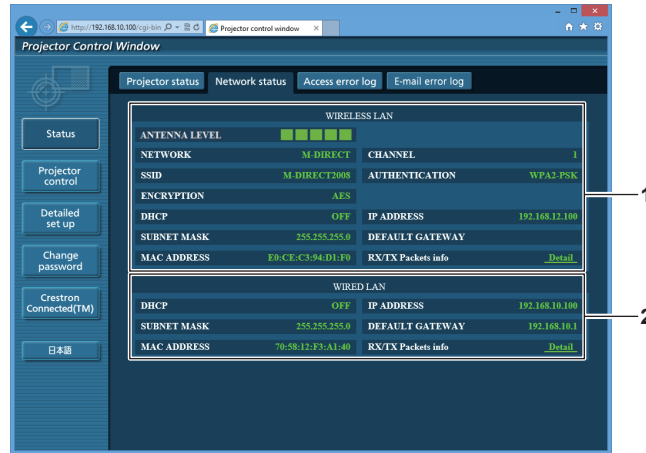 http://192.168.10.100/cgi-bin
Projector control window
Projector Control Window
Projector status
Network status
Access error log
E-mail error log
Status
Projector control
Detailed set up
Change password
Crestron Connected(TM)
日本語
WIRELESS LAN
ANTENNA LEVEL
NETWORK M-DIRECT CHANNEL 1
SSID M-DIRECT2008 AUTHENTICATION WPA2-PSK
ENCRYPTION AES
DHCP OFF IP ADDRESS 192.168.12.100
SUBNET MASK 255.255.255.0 DEFAULT GATEWAY
MAC ADDRESS E0:CE:C3:94:D1:F0 RX/TX Packets info Detail
1
WIRED LAN
DHCP OFF IP ADDRESS 192.168.10.100
SUBNET MASK 255.255.255.0 DEFAULT GATEWAY 192.168.10.1
MAC ADDRESS 70:58:12:F3:A1:40 RX/TX Packets info Detail
2